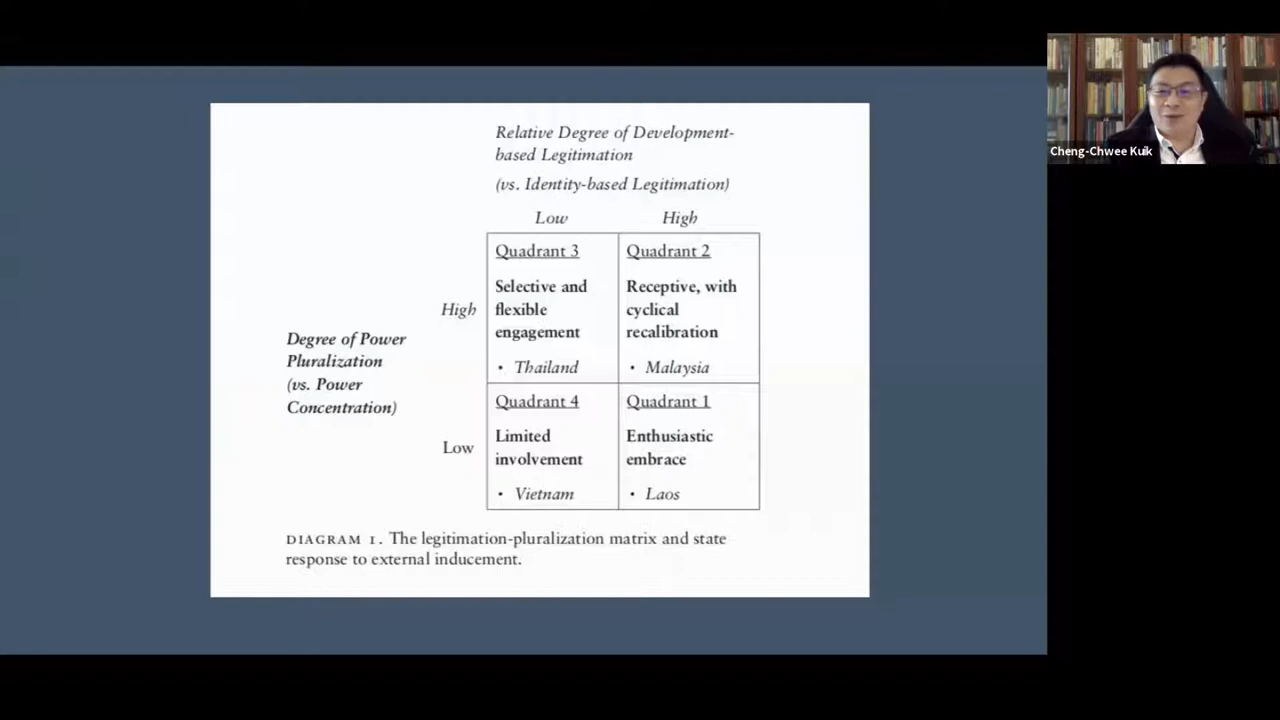 Relative Degree of Development-
based Legitimation
(vs. Identity-based Legitimation)
Low
High
Quadrant 3
Selective and
flexible
engagement
• Thailand
Quadrant 2
Receptive, with
cyclical
recalibration
• Malaysia
High
Degree of Power
Pluralization
(vs. Power
Concentration)
Low
Quadrant 4
Limited
involvement
• Vietnam
Quadrant 1
Enthusiastic
embrace
• Laos
DIAGRAM 1. The legitimation-pluralization matrix and state
response to external inducement.
Cheng-Chwee Kuik